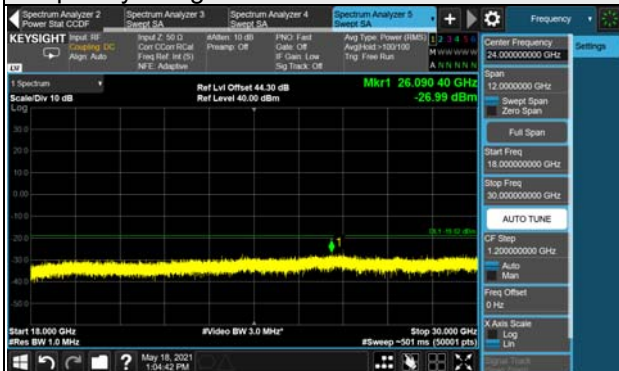 Spectrum Analyzer 2
Power Stat CCDF
Spectrum Analyzer 3
Swept SA
Spectrum Analyzer 4
Swept SA
Spectrum Analyzer 5
Swept SA
+
Frequency
KEYSIGHT
Input: RF
Coupling: DC
Align: Auto
Input Z: 50 Ω
Corr CCorr RCal
Freq Ref: Int (S)
NFE: Adaptive
#Atten: 10 dB
Preamp: Off
PNO: Fast
Gate: Off
IF Gain: Low
Sig Track: Off
Avg Type: Power (RMS)
Avg|Hold:>100/100
Trig: Free Run
1 2 3 4 5 6
M W W W W W
A N N N N N
1 Spectrum
Scale/Div 10 dB
Log
Ref Lvl Offset 44.30 dB
Ref Level 40.00 dBm
Mkr1 26.090 40 GHz
-26.99 dBm
30.0
20.0
10.0
0.00
-10.0
-20.0
-30.0
-40.0
-50.0
1
Start 18.000 GHz
#Res BW 1.0 MHz
#Video BW 3.0 MHz*
Stop 30.000 GHz
#Sweep ~501 ms (50001 pts)
May 18, 2021
1:04:42 PM
?
Center Frequency
24.000000000 GHz
Settings
Span
12.0000000 GHz
Swept Span
Zero Span
Full Span
Start Freq
18.000000000 GHz
Stop Freq
30.000000000 GHz
AUTO TUNE
CF Step
1.200000000 GHz
Auto
Man
Freq Offset
0 Hz
X Axis Scale
Log
Lin
Signal Track